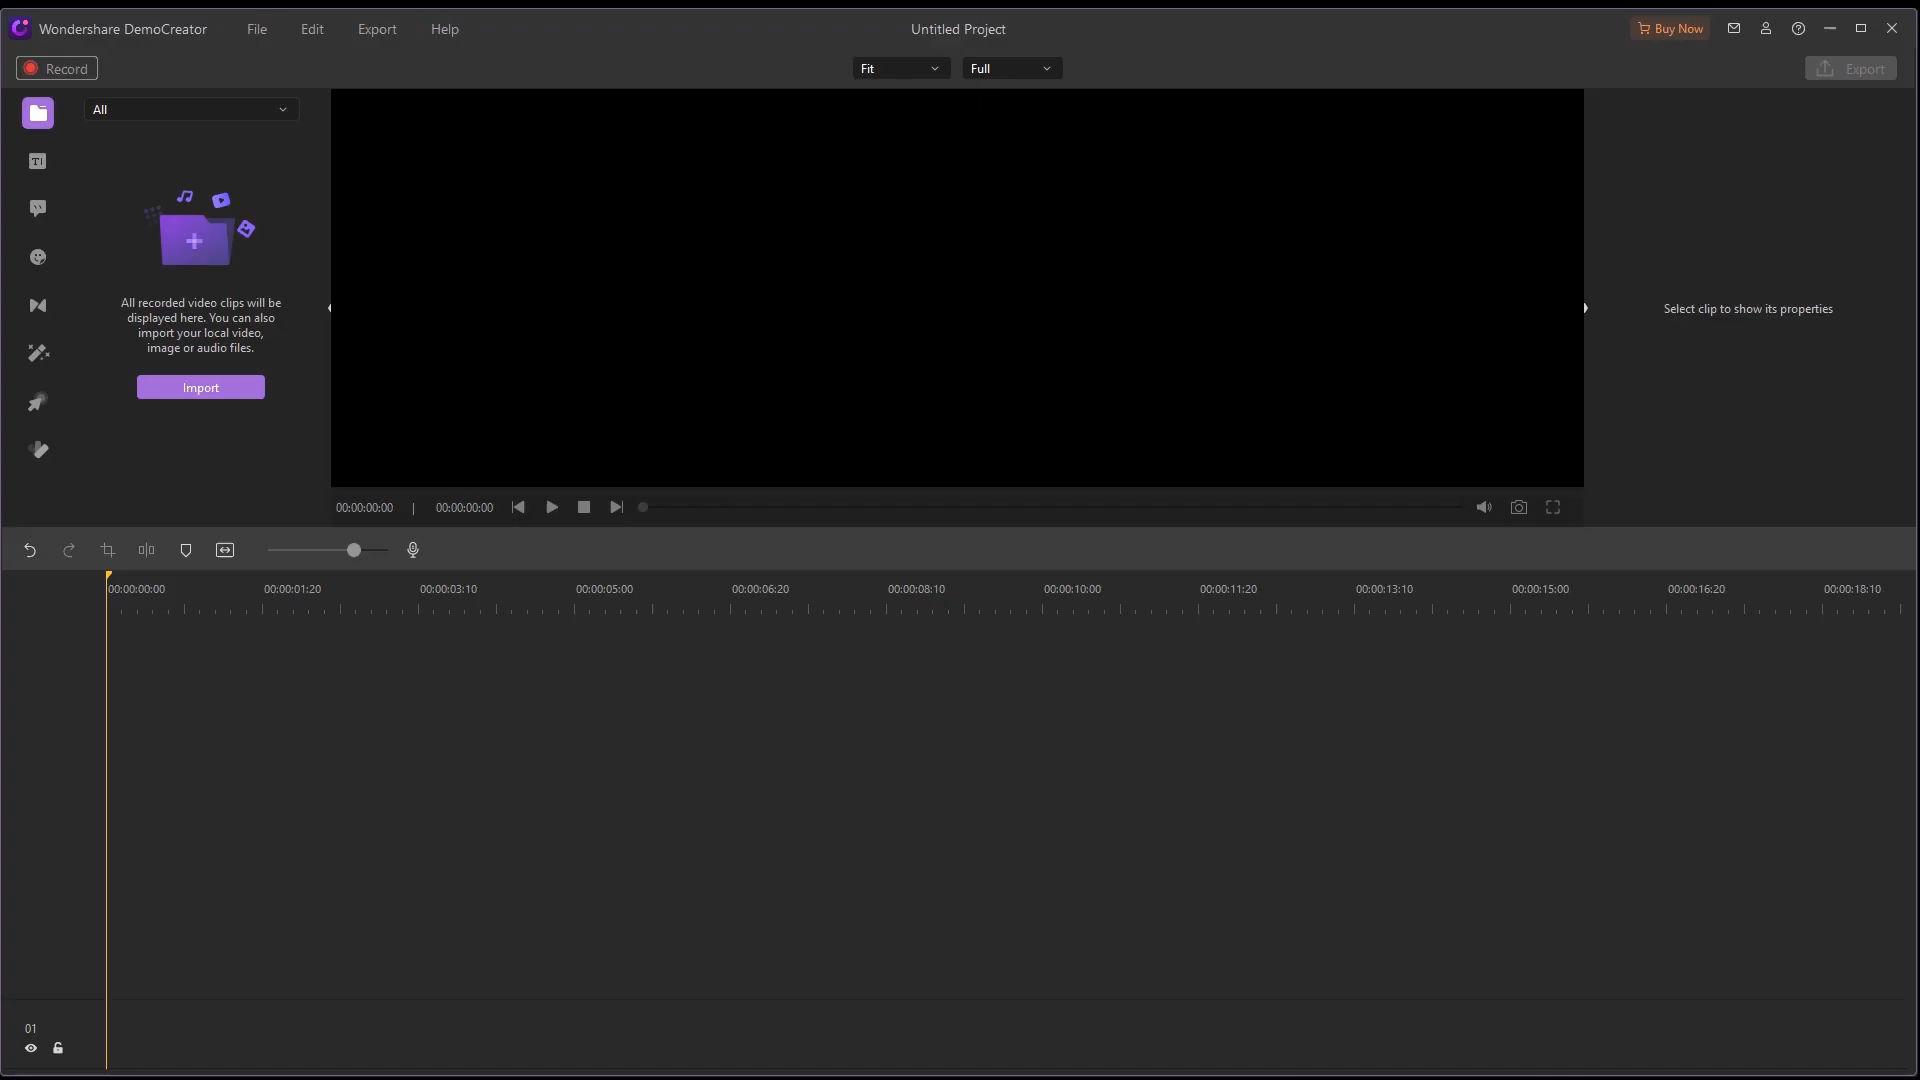 Wondershare DemoCreator File Edit Export Help Untitled Project Buy Now
Record Fit Full Export
All
All recorded video clips will be
displayed here. You can also
import your local video,
image or audio files.
Import
Select clip to show its properties
00:00:00:00 | 00:00:00:00
00:00:00:00 00:00:01:20 00:00:03:10 00:00:05:00 00:00:06:20 00:00:08:10 00:00:10:00 00:00:11:20 00:00:13:10 00:00:15:00 00:00:16:20 00:00:18:10
01